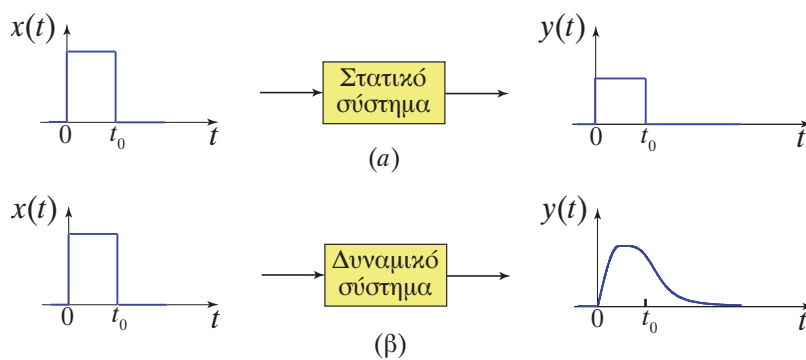 x(t)
0
t₀
t
Στατικό
σύστημα
(α)
y(t)
0
t₀
t
x(t)
0
t₀
t
Δυναμικό
σύστημα
(β)
y(t)
0
t₀
t